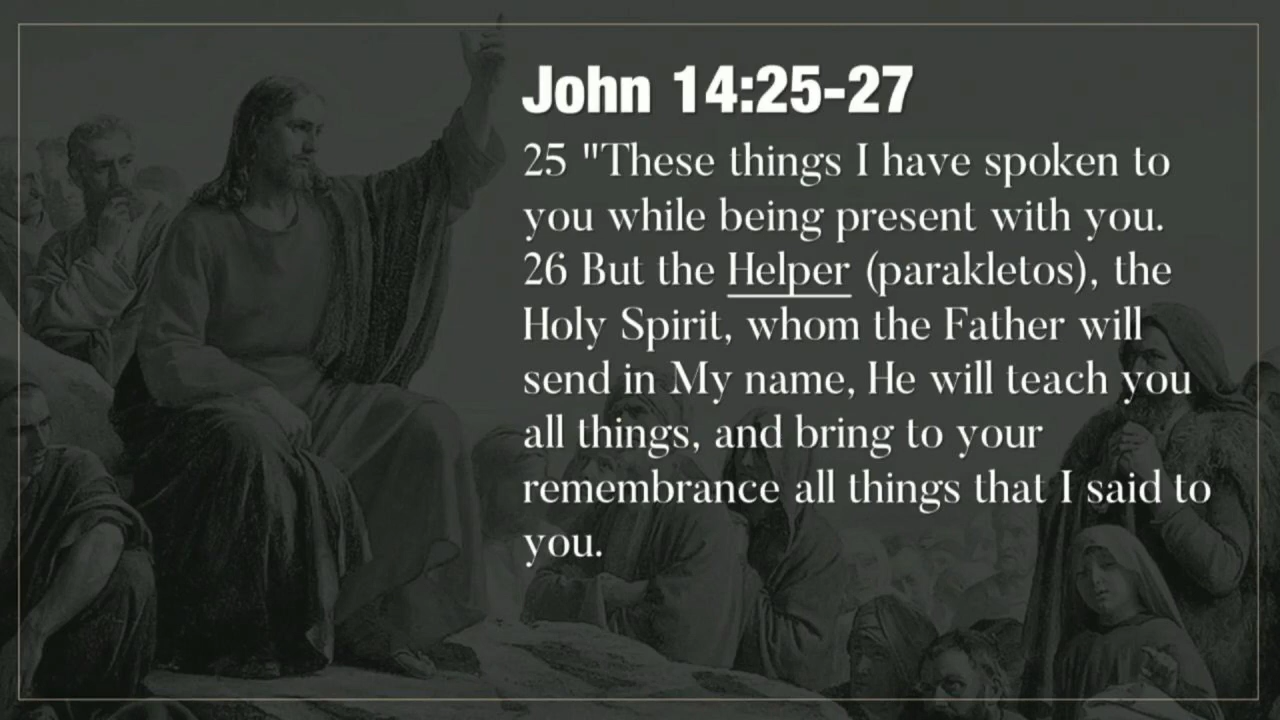 John 14:25-27
25 "These things I have spoken to
you while being present with you.
26 But the Helper (parakletos), the
Holy Spirit, whom the Father will
send in My name, He will teach you
all things, and bring to your
remembrance all things that I said to
you.